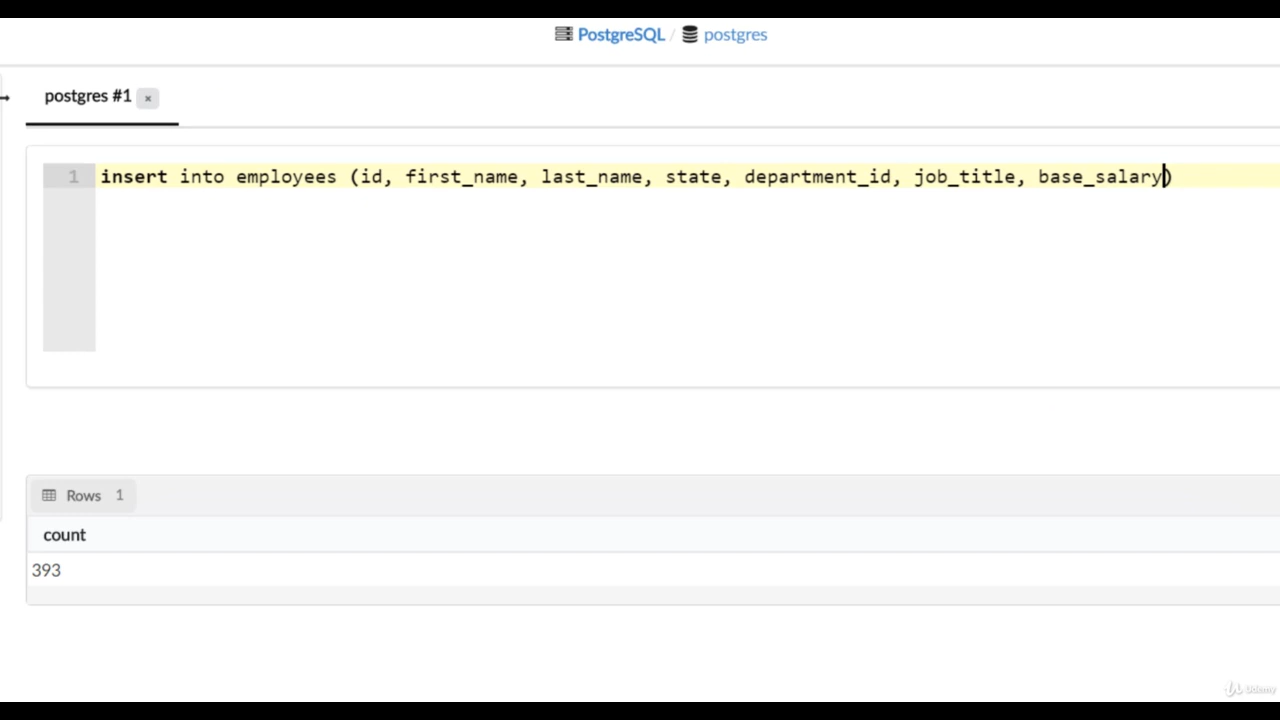 PostgreSQL / postgres
postgres #1 ×
1 insert into employees (id, first_name, last_name, state, department_id, job_title, base_salary)
Rows 1
count
393
Udemy